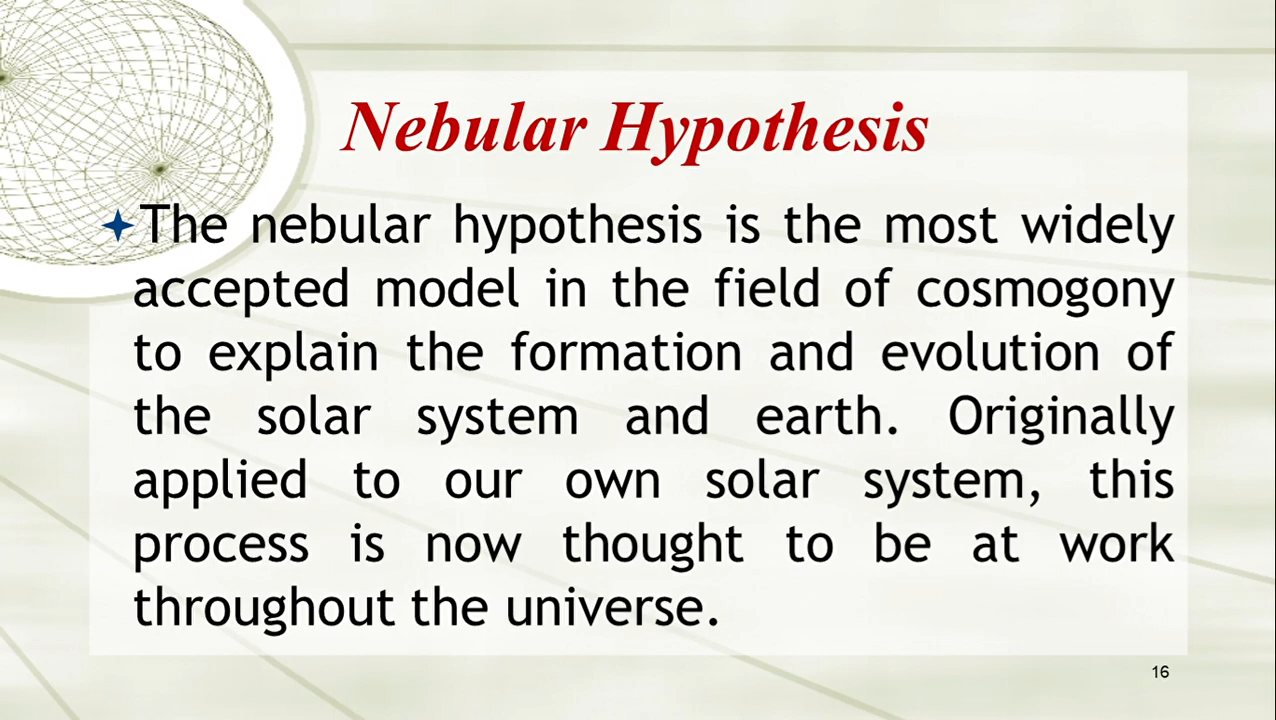 Nebular Hypothesis
The nebular hypothesis is the most widely
accepted model in the field of cosmogony
to explain the formation and evolution of
the solar system and earth. Originally
applied to our own solar system, this
process is now thought to be at work
throughout the universe.
16